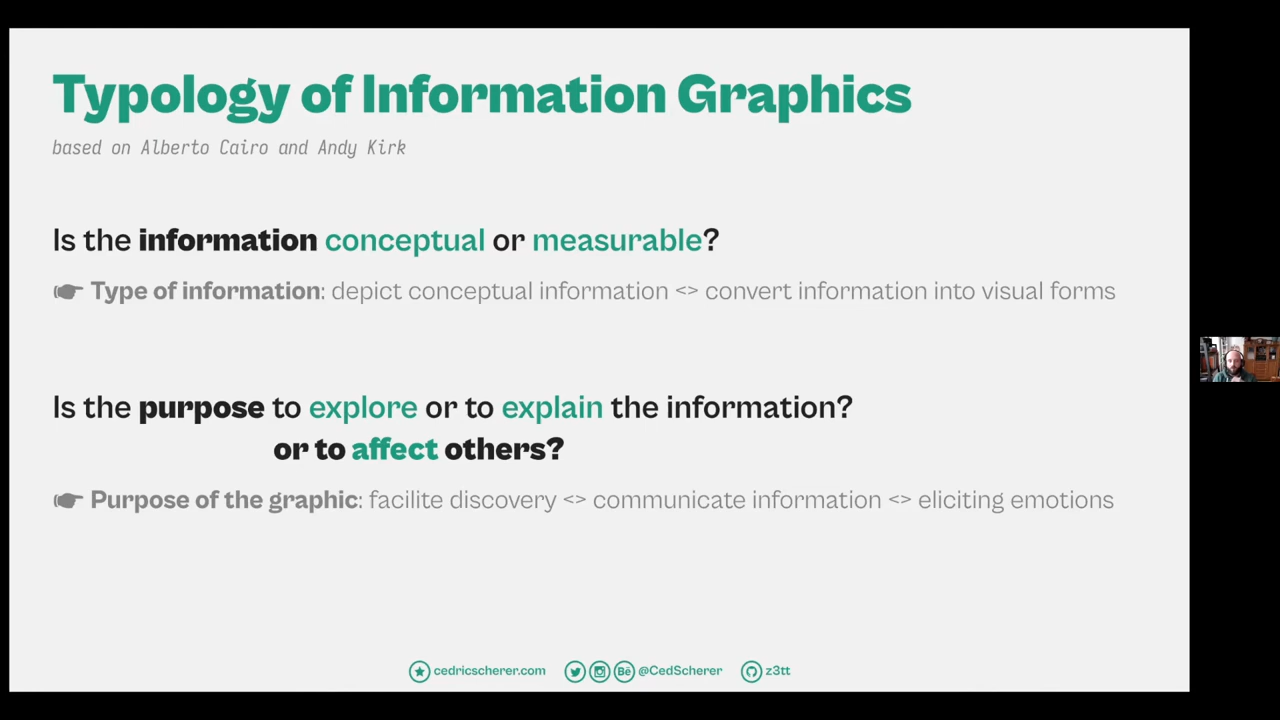 Typology of Information Graphics
based on Alberto Cairo and Andy Kirk
Is the information conceptual or measurable?
Type of information: depict conceptual information <> convert information into visual forms
Is the purpose to explore or to explain the information?
or to affect others?
Purpose of the graphic: facilite discovery <> communicate information <> eliciting emotions
cedricscherer.com Bē @CedScherer z3tt